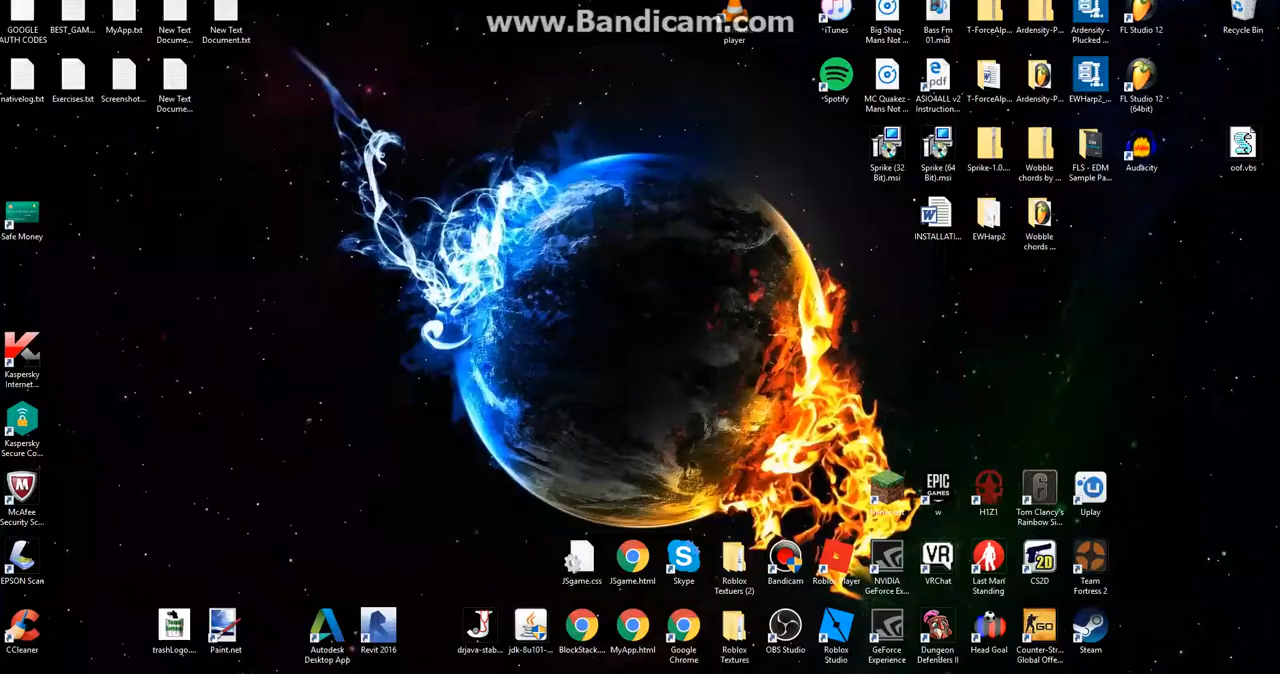 www.Bandicam.com
GOOGLE
AUTH CODES
BEST_GAM...
MyApp.txt
New Text
Docume...
New Text
Document.txt
player
iTunes
Big Shaq-
Mans Not ...
Bass Fm
01.mid
T-ForceAlp...
Ardensity-P...
Ardensity -
Plucked ...
FL Studio 12
Recycle Bin
nativelog.txt
Exercises.txt
Screenshot...
New Text
Docume...
Spotify
MC Quakez -
Mans Not ...
ASIO4ALL v2
Instruction...
T-ForceAlp...
Ardensity-P...
EWHarp2_...
FL Studio 12
(64bit)
Sprike (32
Bit).msi
Sprike (64
Bit).msi
Sprike-1.0....
Wobble
chords by ...
FLS - EDM
Sample Pa...
Audacity
oof.vbs
Safe Money
INSTALLATI...
EWHarp2
Wobble
chords ...
Kaspersky
Internet...
Kaspersky
Secure Co...
McAfee
Security Sc...
Minecraft
EPIC
GAMES
w
H1Z1
Tom Clancy's
Rainbow Si...
Uplay
EPSON Scan
JSgame.css
JSgame.html
Skype
Roblox
Textuers (2)
Bandicam
Roblox Player
NVIDIA
GeForce Ex...
VR
VRChat
Last Man
Standing
2D
CS2D
Team
Fortress 2
CCleaner
trashLogo....
Paint.net
Autodesk
Desktop App
Revit 2016
drjava-stab...
jdk-8u101-...
BlockStack....
MyApp.html
Google
Chrome
Roblox
Textures
OBS Studio
Roblox
Studio
GeForce
Experience
Dungeon
Defenders II
Head Goal
GO
Counter-Str...
Global Offe...
Steam